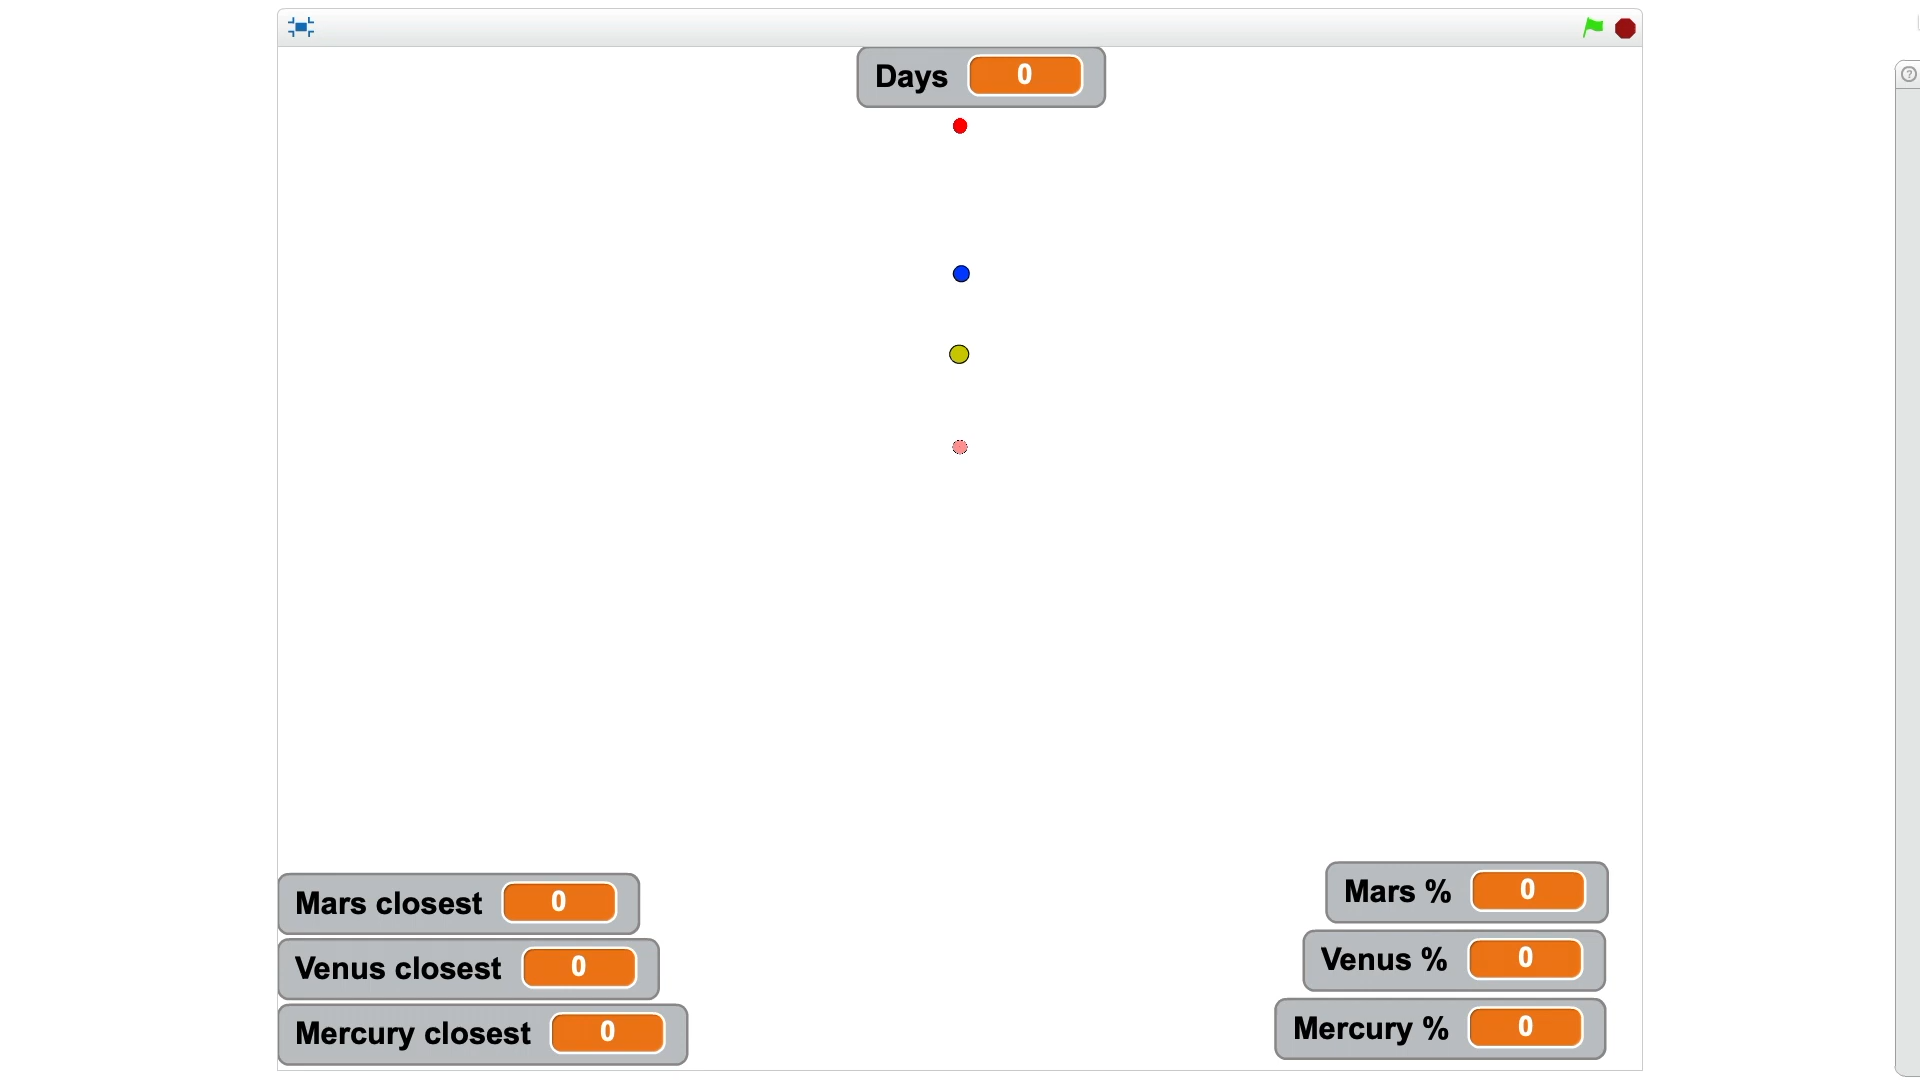 Days 0
Mars closest 0
Venus closest 0
Mercury closest 0
Mars % 0
Venus % 0
Mercury % 0
?